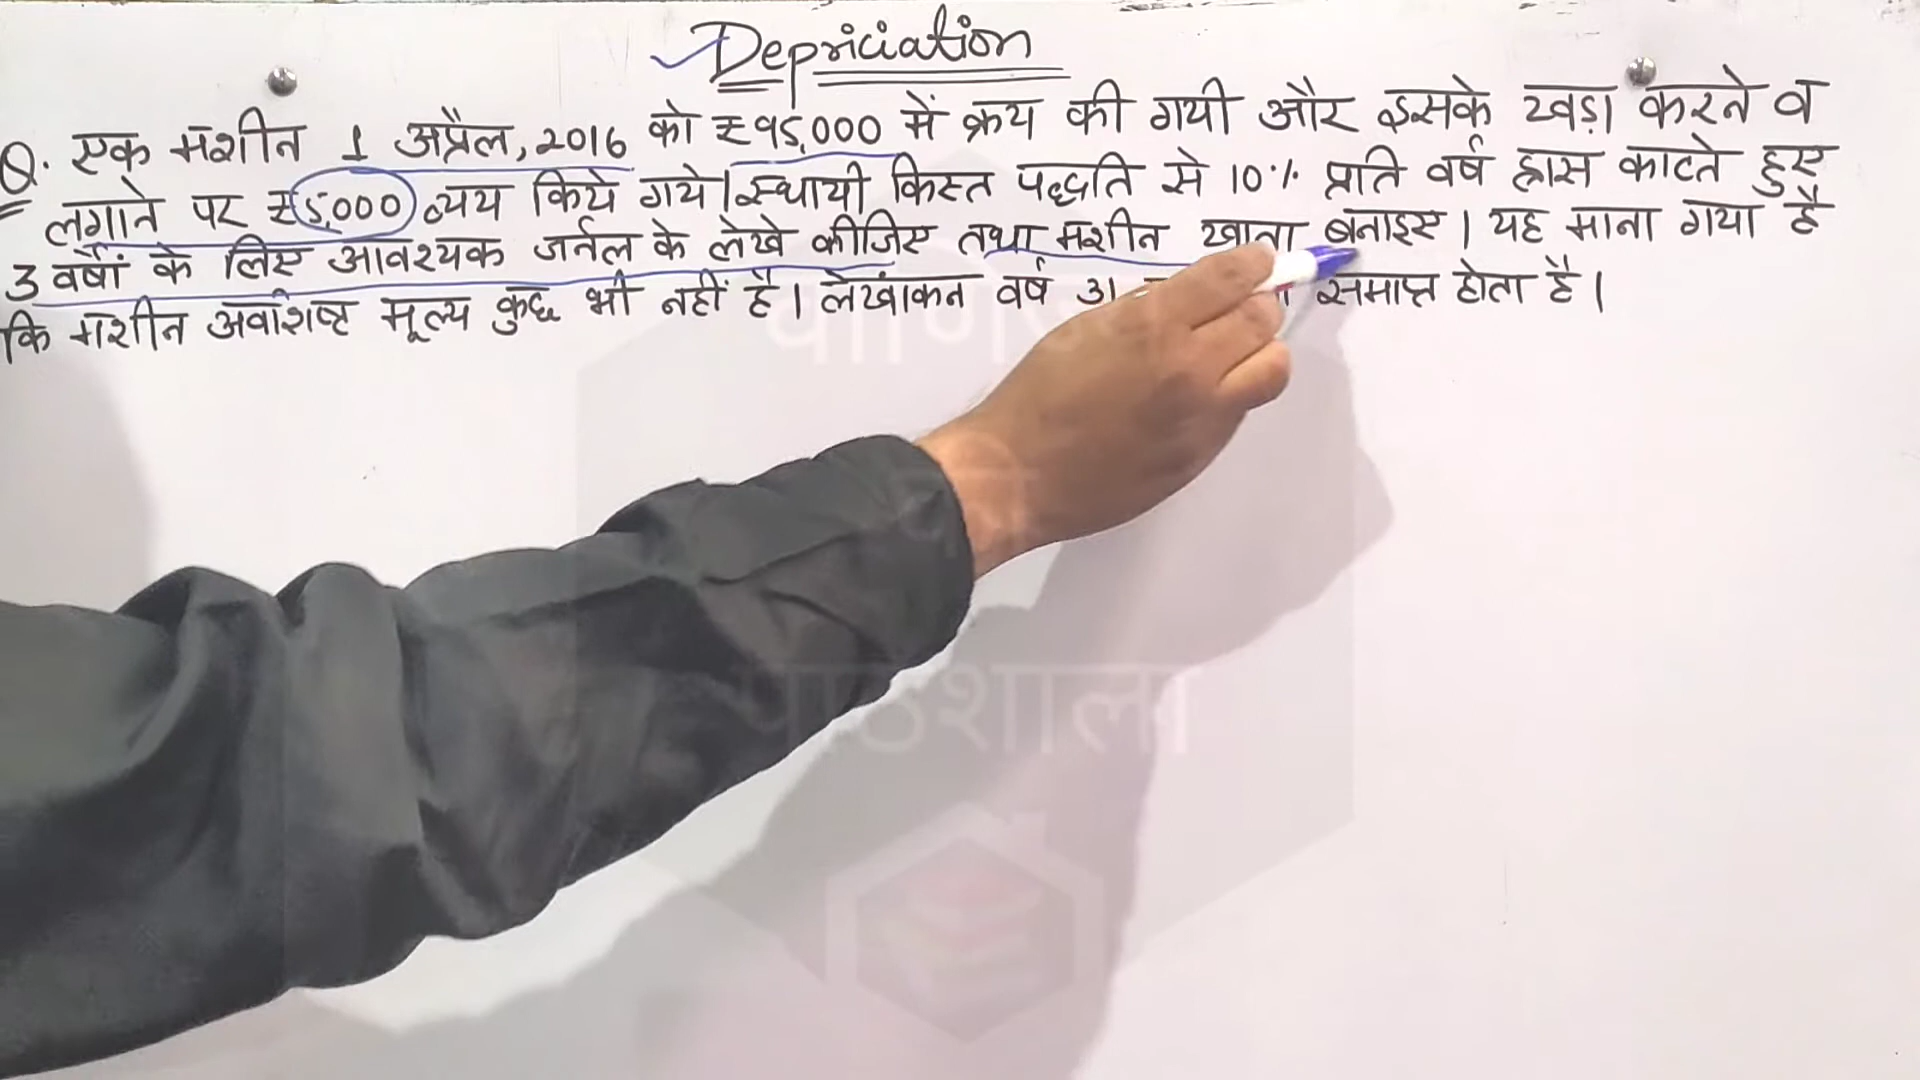 Depriciation
Q. एक मशीन 1 अप्रैल, 2016 को ₹95,000 में क्रय की गयी और इसके खड़ा करने व
लगाने पर ₹5,000 व्यय किये गये। स्थायी किस्त पद्धति से 10% प्रति वर्ष ह्रास काटते हुए
3 वर्षों के लिए आवश्यक जर्नल के लेखे कीजिए तथा मशीन खाता बनाइए। यह माना गया है
कि मशीन अवशिष्ट मूल्य कुछ भी नहीं है। लेखांकन वर्ष 31 समाप्त होता है।
वाणिज्य
की
पाठशाला